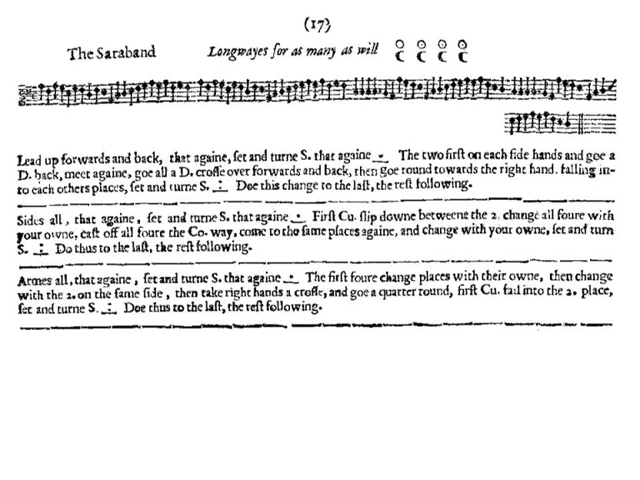 (17)
The Saraband Longwayes for as many as will
Lead up forwards and back, that againe, ſet and turne S. that againe The two firſt on each ſide hands and goe a
D. back, meet againe, goe all a D. croſſe over forwards and back, then goe round towards the right hand. falling in-
to each others places, ſet and turne S. Doe this change to the laſt, the reſt following.
Sides all, that againe, ſet and turne S. that againe Firſt Cu. ſlip downe betweene the 2. change all foure with
your owne, caſt off all foure the Co. way, come to the ſame places againe, and change with your owne, ſet and turn
S. Do thus to the laſt, the reſt following.
Armes all, that againe, ſet and turne S. that againe The firſt foure change places with their owne, then change
with the 2. on the ſame ſide, then take right hands a croſſe, and goe a quarter round, firſt Cu. fall into the 2. place,
ſet and turne S. Doe thus to the laſt, the reſt following.